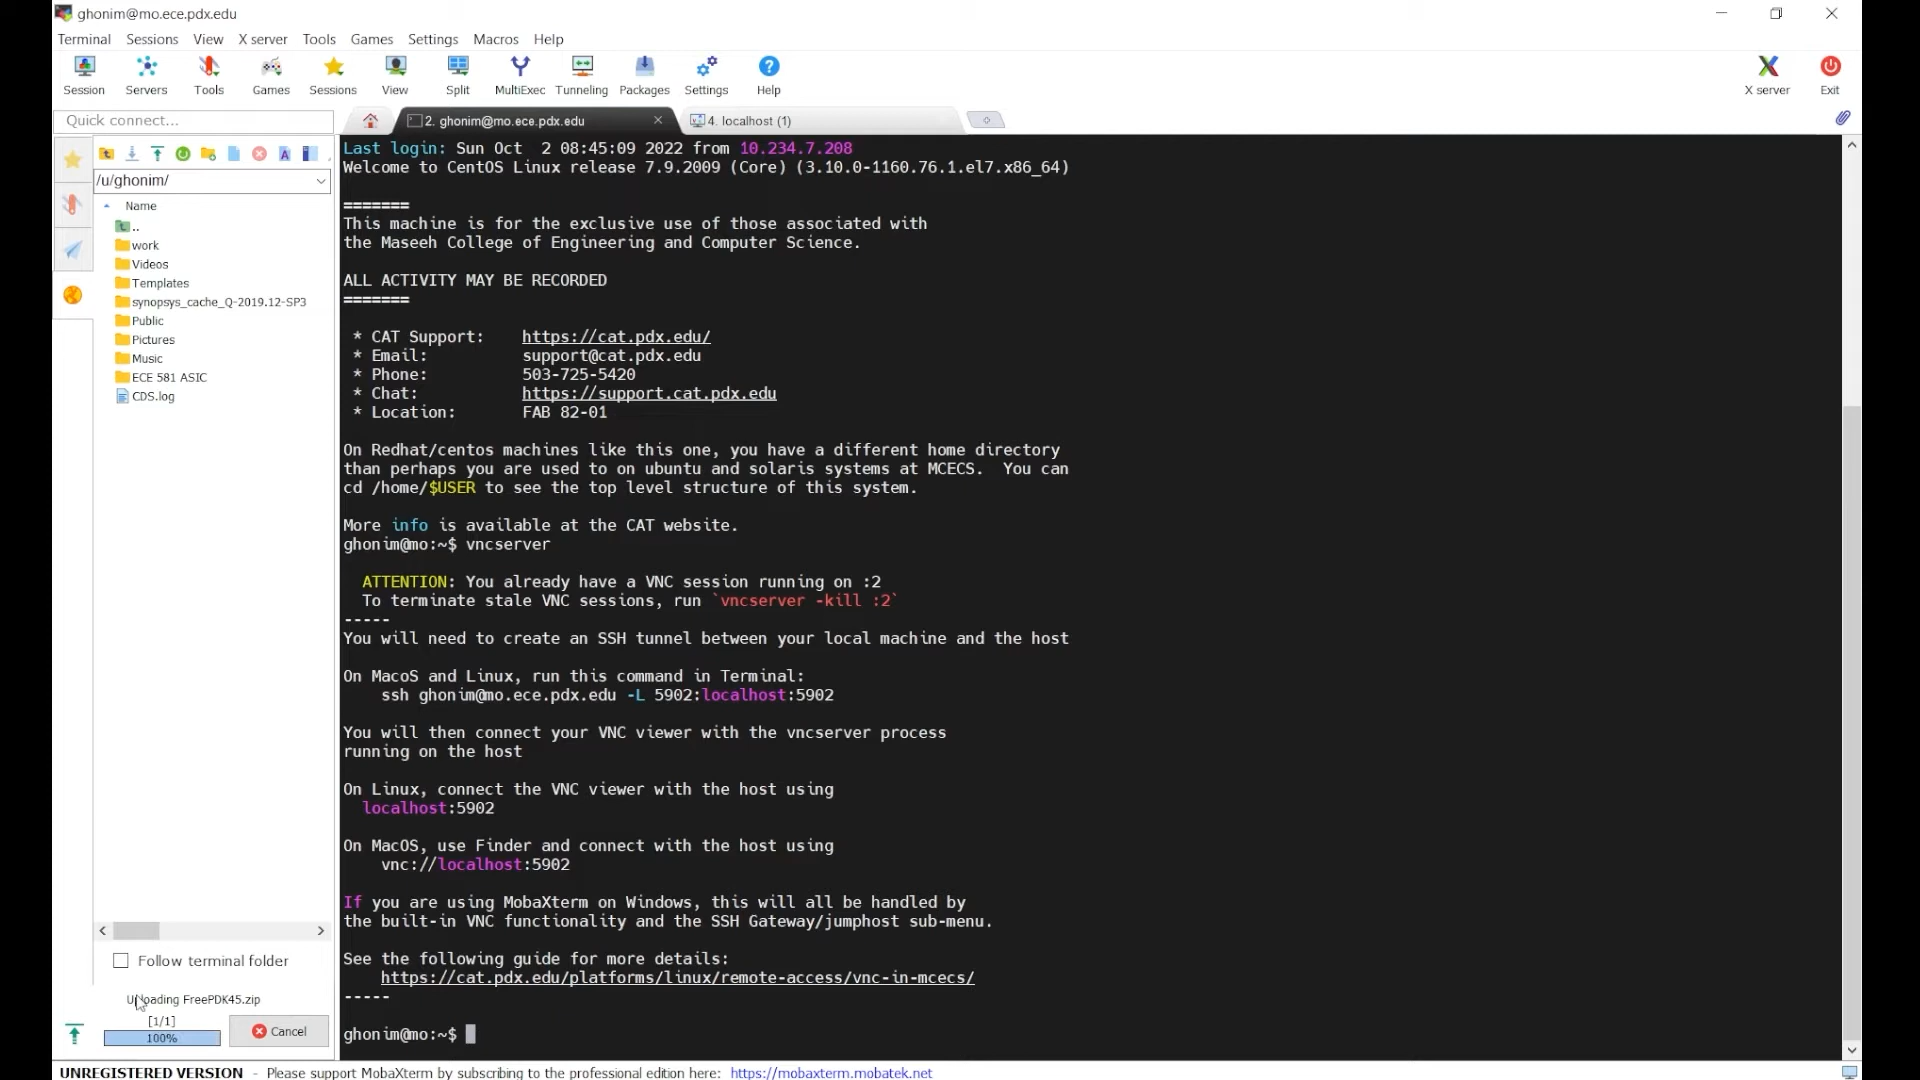 ghonim@mo.ece.pdx.edu
Terminal Sessions View X server Tools Games Settings Macros Help
Session Servers Tools Games Sessions View Split MultiExec Tunneling Packages Settings Help X server Exit
Quick connect...
2. ghonim@mo.ece.pdx.edu
4. localhost (1)
/u/ghonim/
Name
..
work
Videos
Templates
synopsys_cache_Q-2019.12-SP3
Public
Pictures
Music
ECE 581 ASIC
CDS.log
Follow terminal folder
Uploading FreePDK45.zip
[1/1]
100%
Cancel
Last login: Sun Oct  2 08:45:09 2022 from 10.234.7.208
Welcome to CentOS Linux release 7.9.2009 (Core) (3.10.0-1160.76.1.el7.x86_64)
=======
This machine is for the exclusive use of those associated with
the Maseeh College of Engineering and Computer Science.
ALL ACTIVITY MAY BE RECORDED
=======
* CAT Support: https://cat.pdx.edu/
* Email: support@cat.pdx.edu
* Phone: 503-725-5420
* Chat: https://support.cat.pdx.edu
* Location: FAB 82-01
On Redhat/centos machines like this one, you have a different home directory
than perhaps you are used to on ubuntu and solaris systems at MCECS.  You can
cd /home/$USER to see the top level structure of this system.
More info is available at the CAT website.
ghonim@mo:~$ vncserver
ATTENTION: You already have a VNC session running on :2
To terminate stale VNC sessions, run `vncserver -kill :2`
-----
You will need to create an SSH tunnel between your local machine and the host
On MacoS and Linux, run this command in Terminal:
ssh ghonim@mo.ece.pdx.edu -L 5902:localhost:5902
You will then connect your VNC viewer with the vncserver process
running on the host
On Linux, connect the VNC viewer with the host using
localhost:5902
On MacOS, use Finder and connect with the host using
vnc://localhost:5902
If you are using MobaXterm on Windows, this will all be handled by
the built-in VNC functionality and the SSH Gateway/jumphost sub-menu.
See the following guide for more details:
https://cat.pdx.edu/platforms/linux/remote-access/vnc-in-mcecs/
-----
ghonim@mo:~$
UNREGISTERED VERSION - Please support MobaXterm by subscribing to the professional edition here: https://mobaxterm.mobatek.net